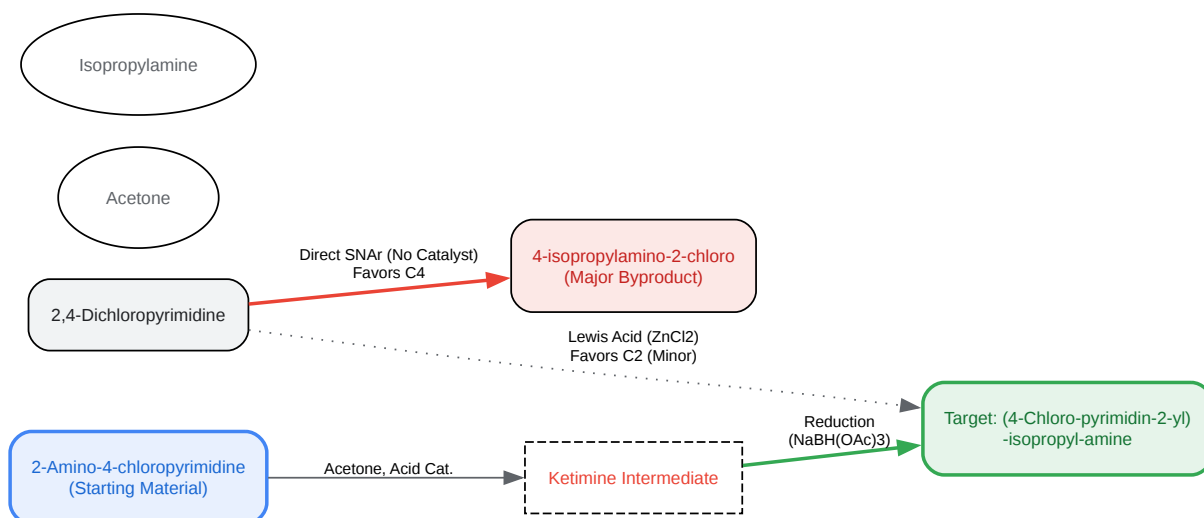 Isopropylamine
Acetone
Direct SNAr (No Catalyst)
Favors C4
4-isopropylamino-2-chloro
(Major Byproduct)
2,4-Dichloropyrimidine
Lewis Acid (ZnCl2)
Favors C2 (Minor)
Reduction
(NaBH(OAc)3)
Target: (4-Chloro-pyrimidin-2-yl)
-isopropyl-amine
2-Amino-4-chloropyrimidine
(Starting Material)
Acetone, Acid Cat.
Ketimine Intermediate